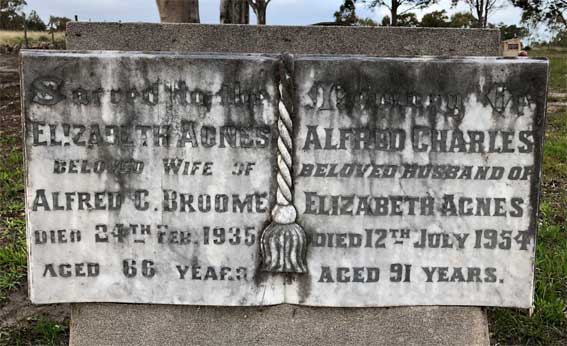 Sacred to the Memory Of
ELIZABETH AGNES
BELOVED WIFE OF
ALFRED C. BROOME
DIED 24TH FEB. 1935
AGED 66 YEARS
ALFRED CHARLES
BELOVED HUSBAND OF
ELIZABETH AGNES
DIED 12TH JULY 1954
AGED 91 YEARS.